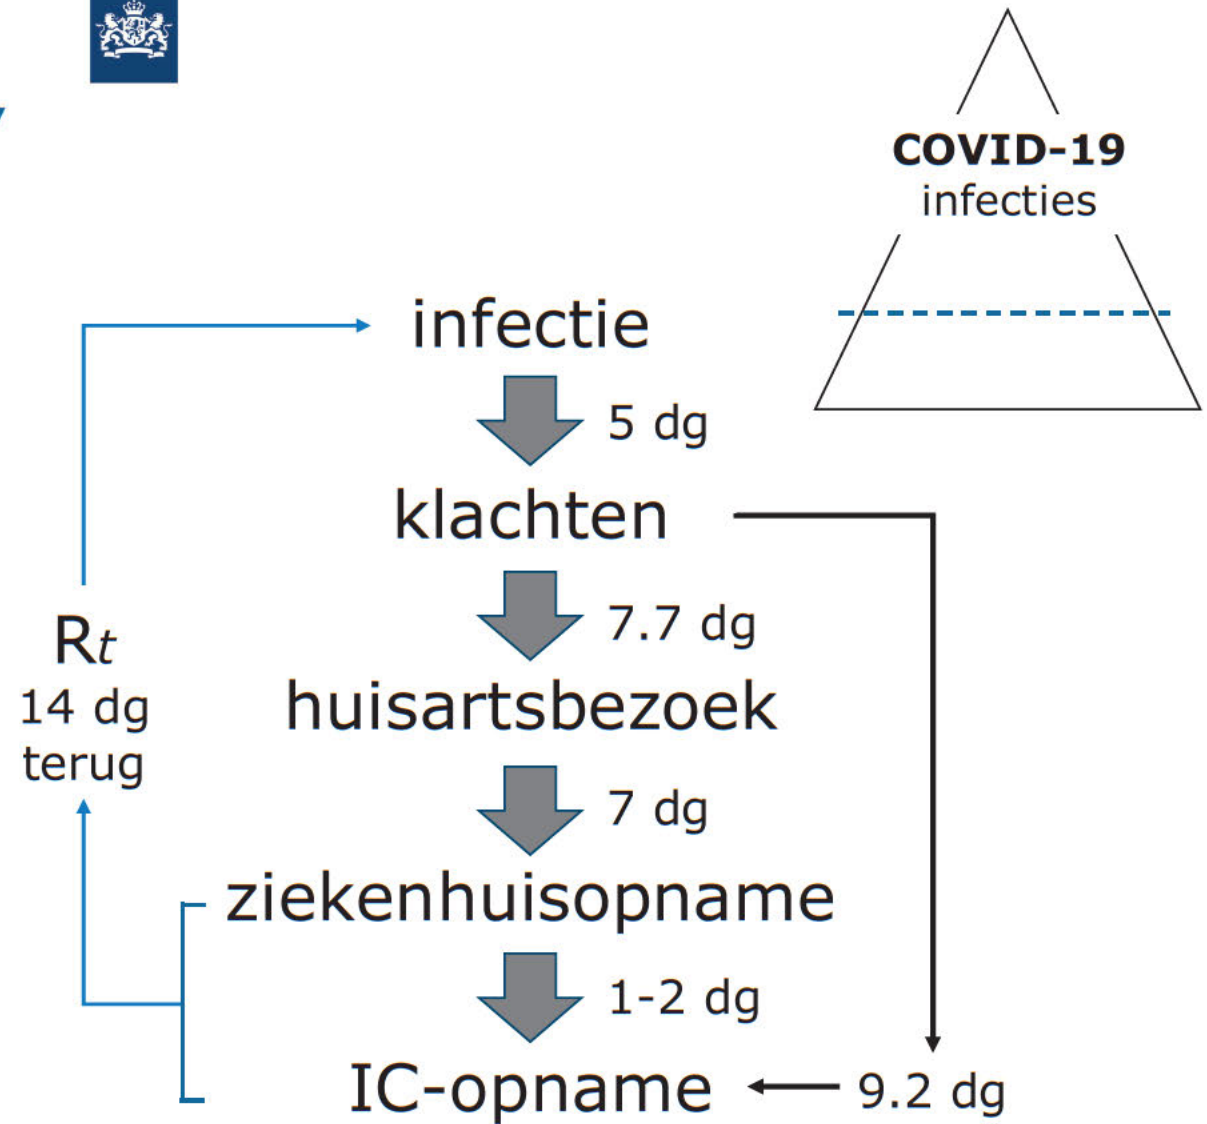 COVID-19
infecties
infectie
5 dg
klachten
7.7 dg
Rt
14 dg
terug
huisartsbezoek
7 dg
ziekenhuisopname
1-2 dg
IC-opname
9.2 dg